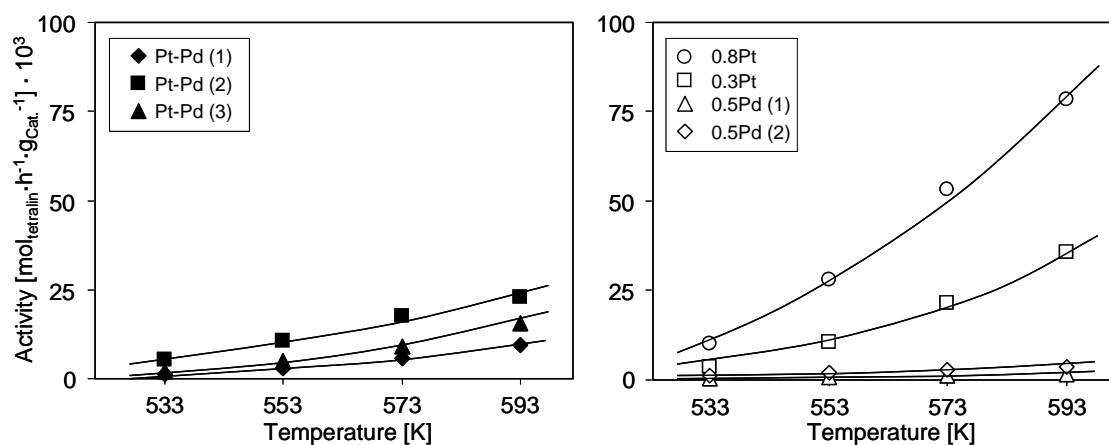 Activity [mol_tetralin·h⁻¹·g_Cat.⁻¹] · 10³
100
75
50
25
0
Pt-Pd (1)
Pt-Pd (2)
Pt-Pd (3)
533 553 573 593
Temperature [K]
100
75
50
25
0
0.8Pt
0.3Pt
0.5Pd (1)
0.5Pd (2)
533 553 573 593
Temperature [K]